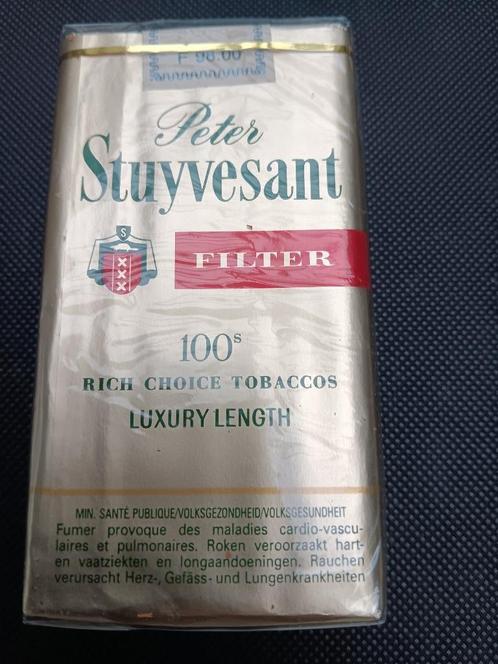 F 98.00
Peter
Stuyvesant
S
FILTER
XXX
100s
RICH CHOICE TOBACCOS
LUXURY LENGTH
MIN. SANTÉ PUBLIQUE/VOLKSGEZONDHEID/VOLKSGESUNDHEIT
Fumer provoque des maladies cardio-vascu-
laires et pulmonaires. Roken veroorzaakt hart-
en vaatziekten en longaandoeningen. Rauchen
verursacht Herz-, Gefäss- und Lungenkrankheiten